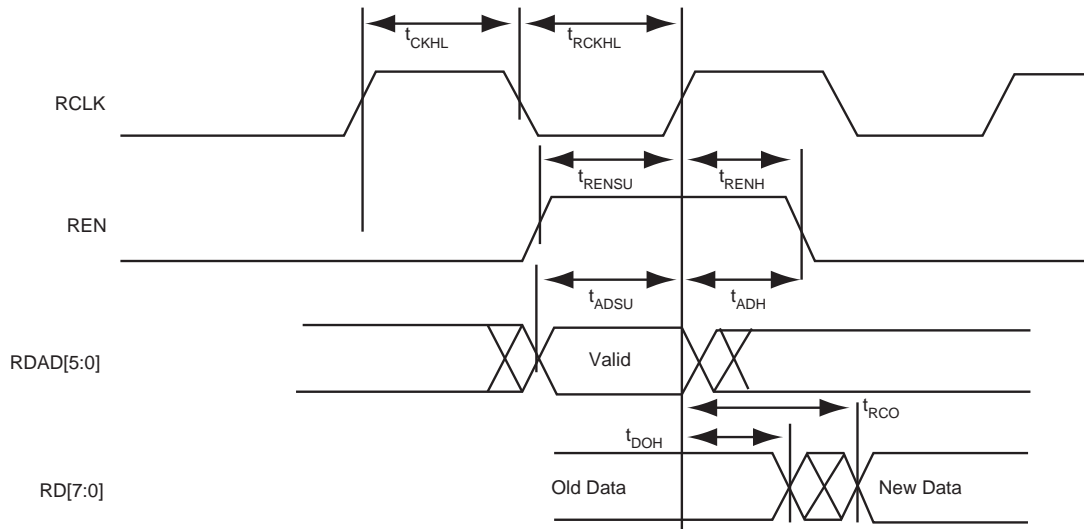 tCKHL
tRCKHL
RCLK
tRENSU
tRENH
REN
tADSU
tADH
RDAD[5:0]
Valid
tRCO
tDOH
RD[7:0]
Old Data
New Data